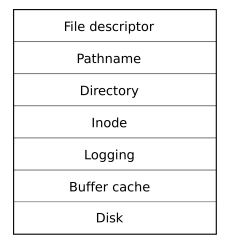 File descriptor
Pathname
Directory
Inode
Logging
Buffer cache
Disk